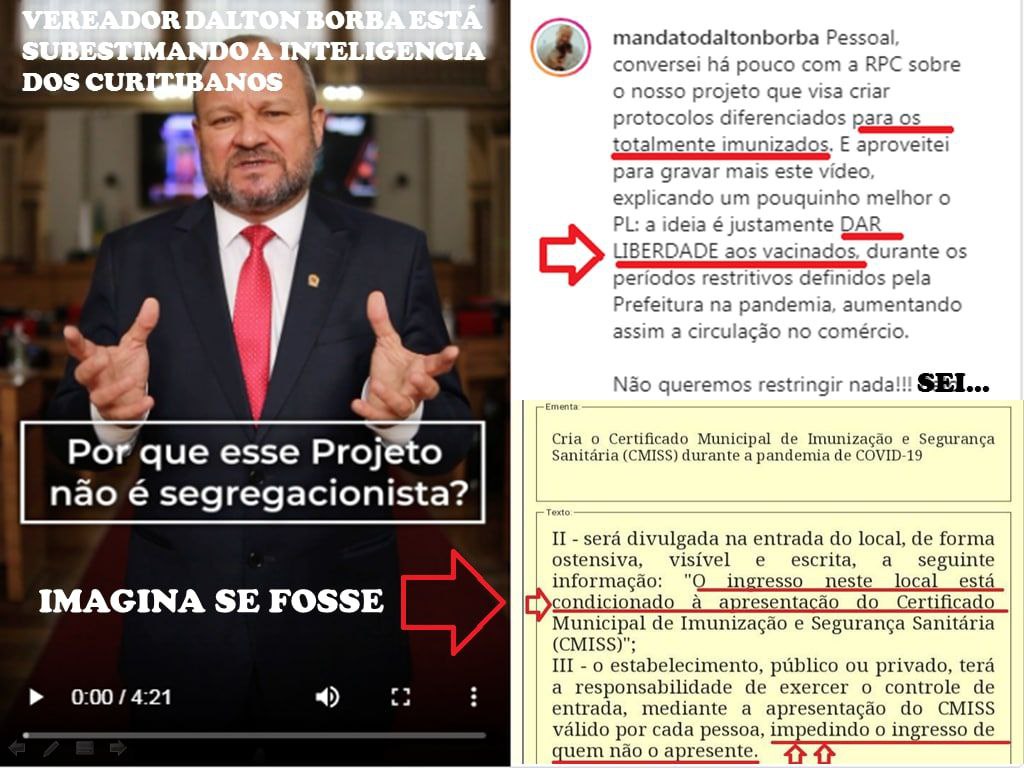 VEREADOR DALTON BORBA ESTÁ
SUBESTIMANDO A INTELIGENCIA
DOS CURITIBANOS
Por que esse Projeto
não é segregacionista?
IMAGINA SE FOSSE
0:00 / 4:21
mandatodaltonborba Pessoal,
conversei há pouco com a RPC sobre
o nosso projeto que visa criar
protocolos diferenciados para os
totalmente imunizados. E aproveitei
para gravar mais este vídeo,
explicando um pouquinho melhor o
PL: a ideia é justamente DAR
LIBERDADE aos vacinados, durante os
períodos restritivos definidos pela
Prefeitura na pandemia, aumentando
assim a circulação no comércio.
Não queremos restringir nada!!! SEI...
Ementa:
Cria o Certificado Municipal de Imunização e Segurança
Sanitária (CMISS) durante a pandemia de COVID-19
Texto:
II - será divulgada na entrada do local, de forma
ostensiva, visível e escrita, a seguinte
informação: "O ingresso neste local está
condicionado à apresentação do Certificado
Municipal de Imunização e Segurança Sanitária
(CMISS)";
III - o estabelecimento, público ou privado, terá
a responsabilidade de exercer o controle de
entrada, mediante a apresentação do CMISS
válido por cada pessoa, impedindo o ingresso de
quem não o apresente.